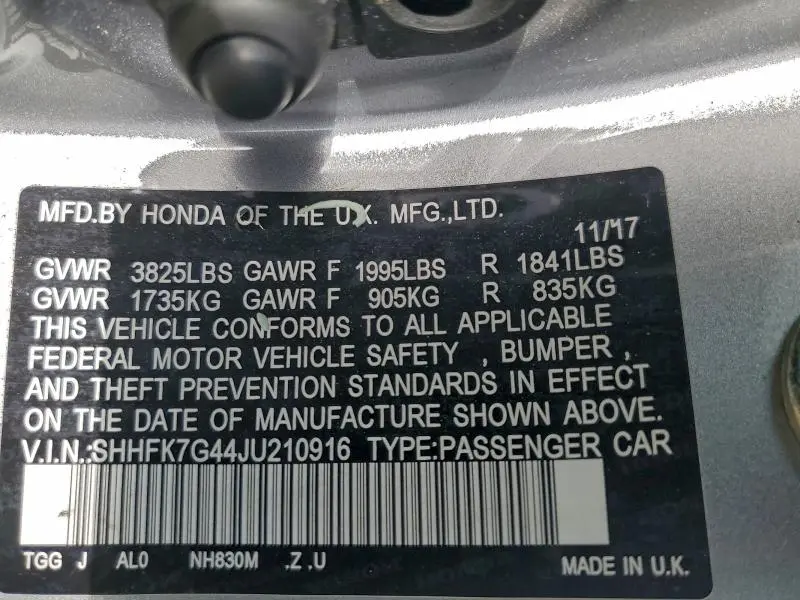 MFD.BY HONDA OF THE U.K. MFG.,LTD.
11/17
GVWR 3825LBS GAWR F 1995LBS R 1841LBS
GVWR 1735KG GAWR F 905KG R 835KG
THIS VEHICLE CONFORMS TO ALL APPLICABLE
FEDERAL MOTOR VEHICLE SAFETY , BUMPER ,
AND THEFT PREVENTION STANDARDS IN EFFECT
ON THE DATE OF MANUFACTURE SHOWN ABOVE.
V.I.N.:SHHFK7G44JU210916 TYPE:PASSENGER CAR
TGG J AL0 NH830M .Z .U MADE IN U.K.